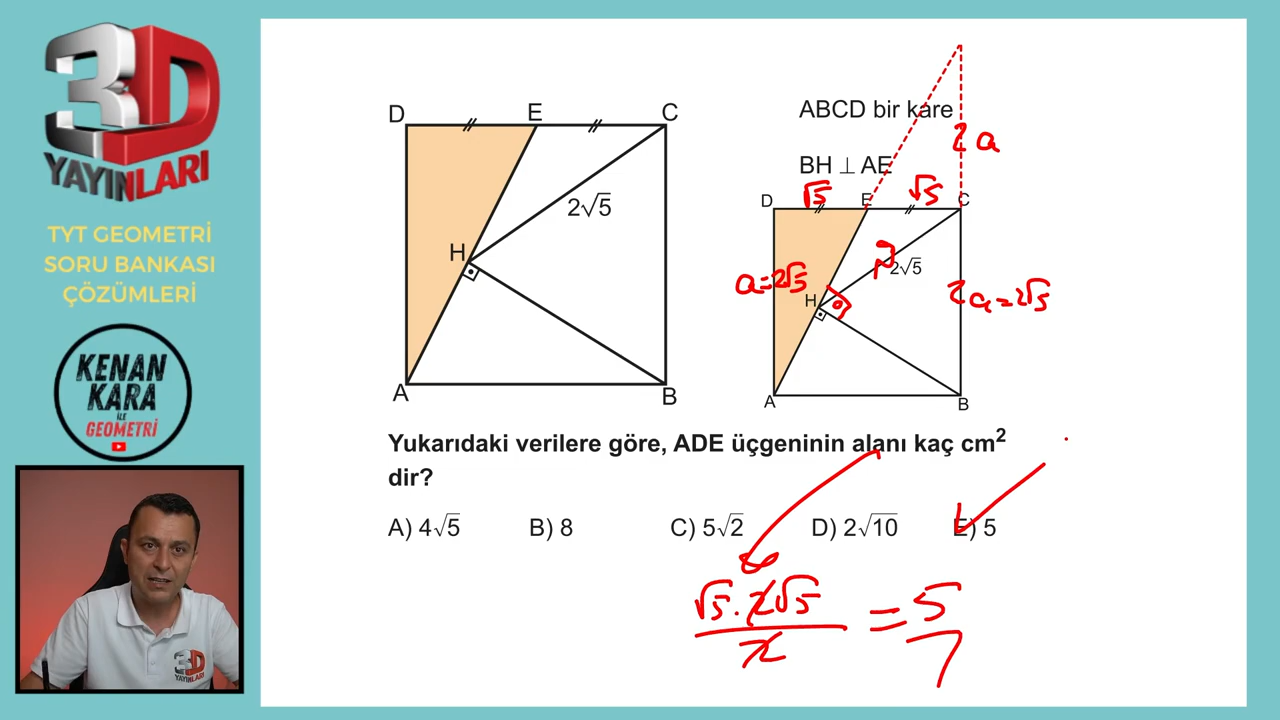 3D
YAYINLARI
TYT GEOMETRİ
SORU BANKASI
ÇÖZÜMLERİ
KENAN
KARA
İLE
GEOMETRİ
3D
YAYINLARI
D E C
2√5
H
A B
ABCD bir kare
BH ⊥ AE
2a
√5 √5
D E C
2√5
a=2√5
H
a=2√5
A B
Yukarıdaki verilere göre, ADE üçgeninin alanı kaç cm²
dir?
A) 4√5 B) 8 C) 5√2 D) 2√10 E) 5
√5.2√5
2
= 5